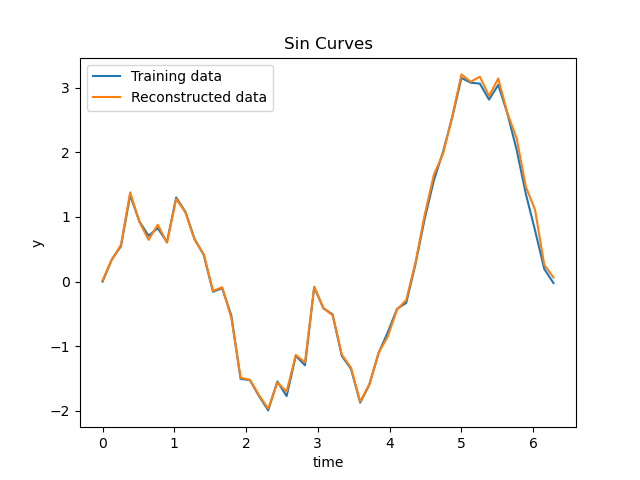 Sin Curves
Training data
Reconstructed data
3
2
1
0
−1
−2
y
0 1 2 3 4 5 6
time